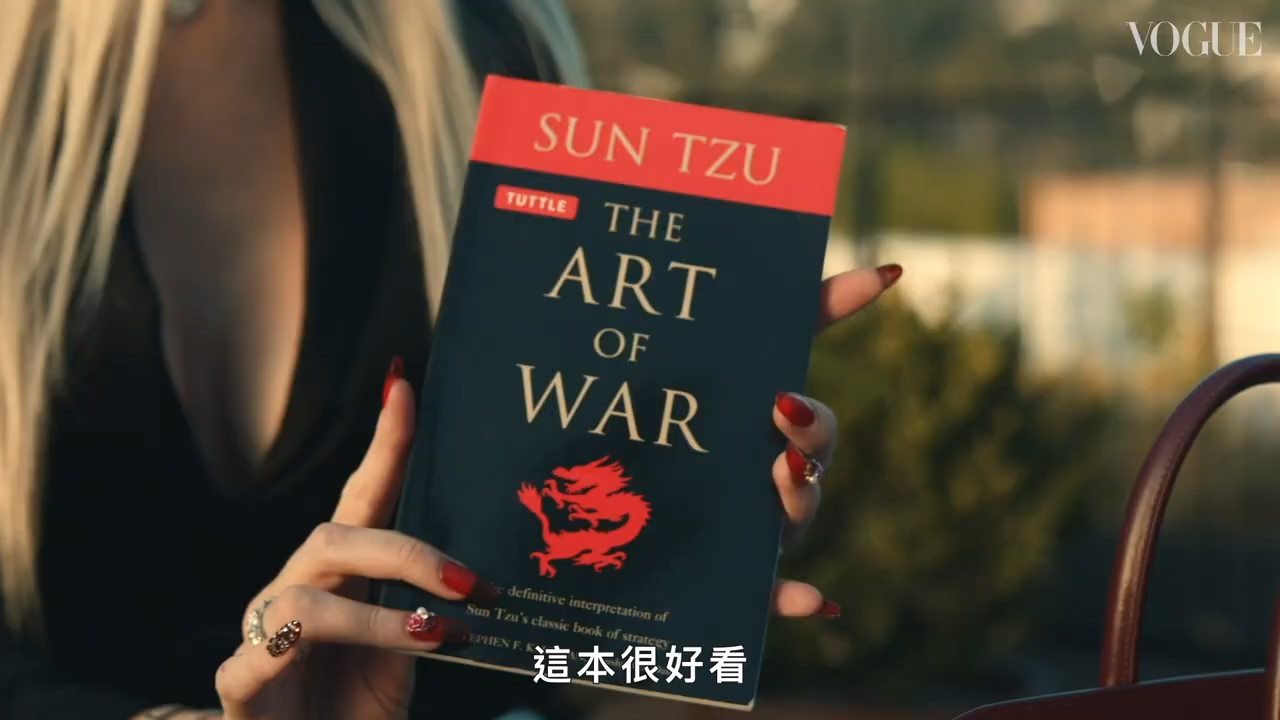 VOGUE
SUN TZU
TUTTLE
THE
ART
OF
WAR
definitive interpretation of
Sun Tzu's classic book of strategy
這本很好看